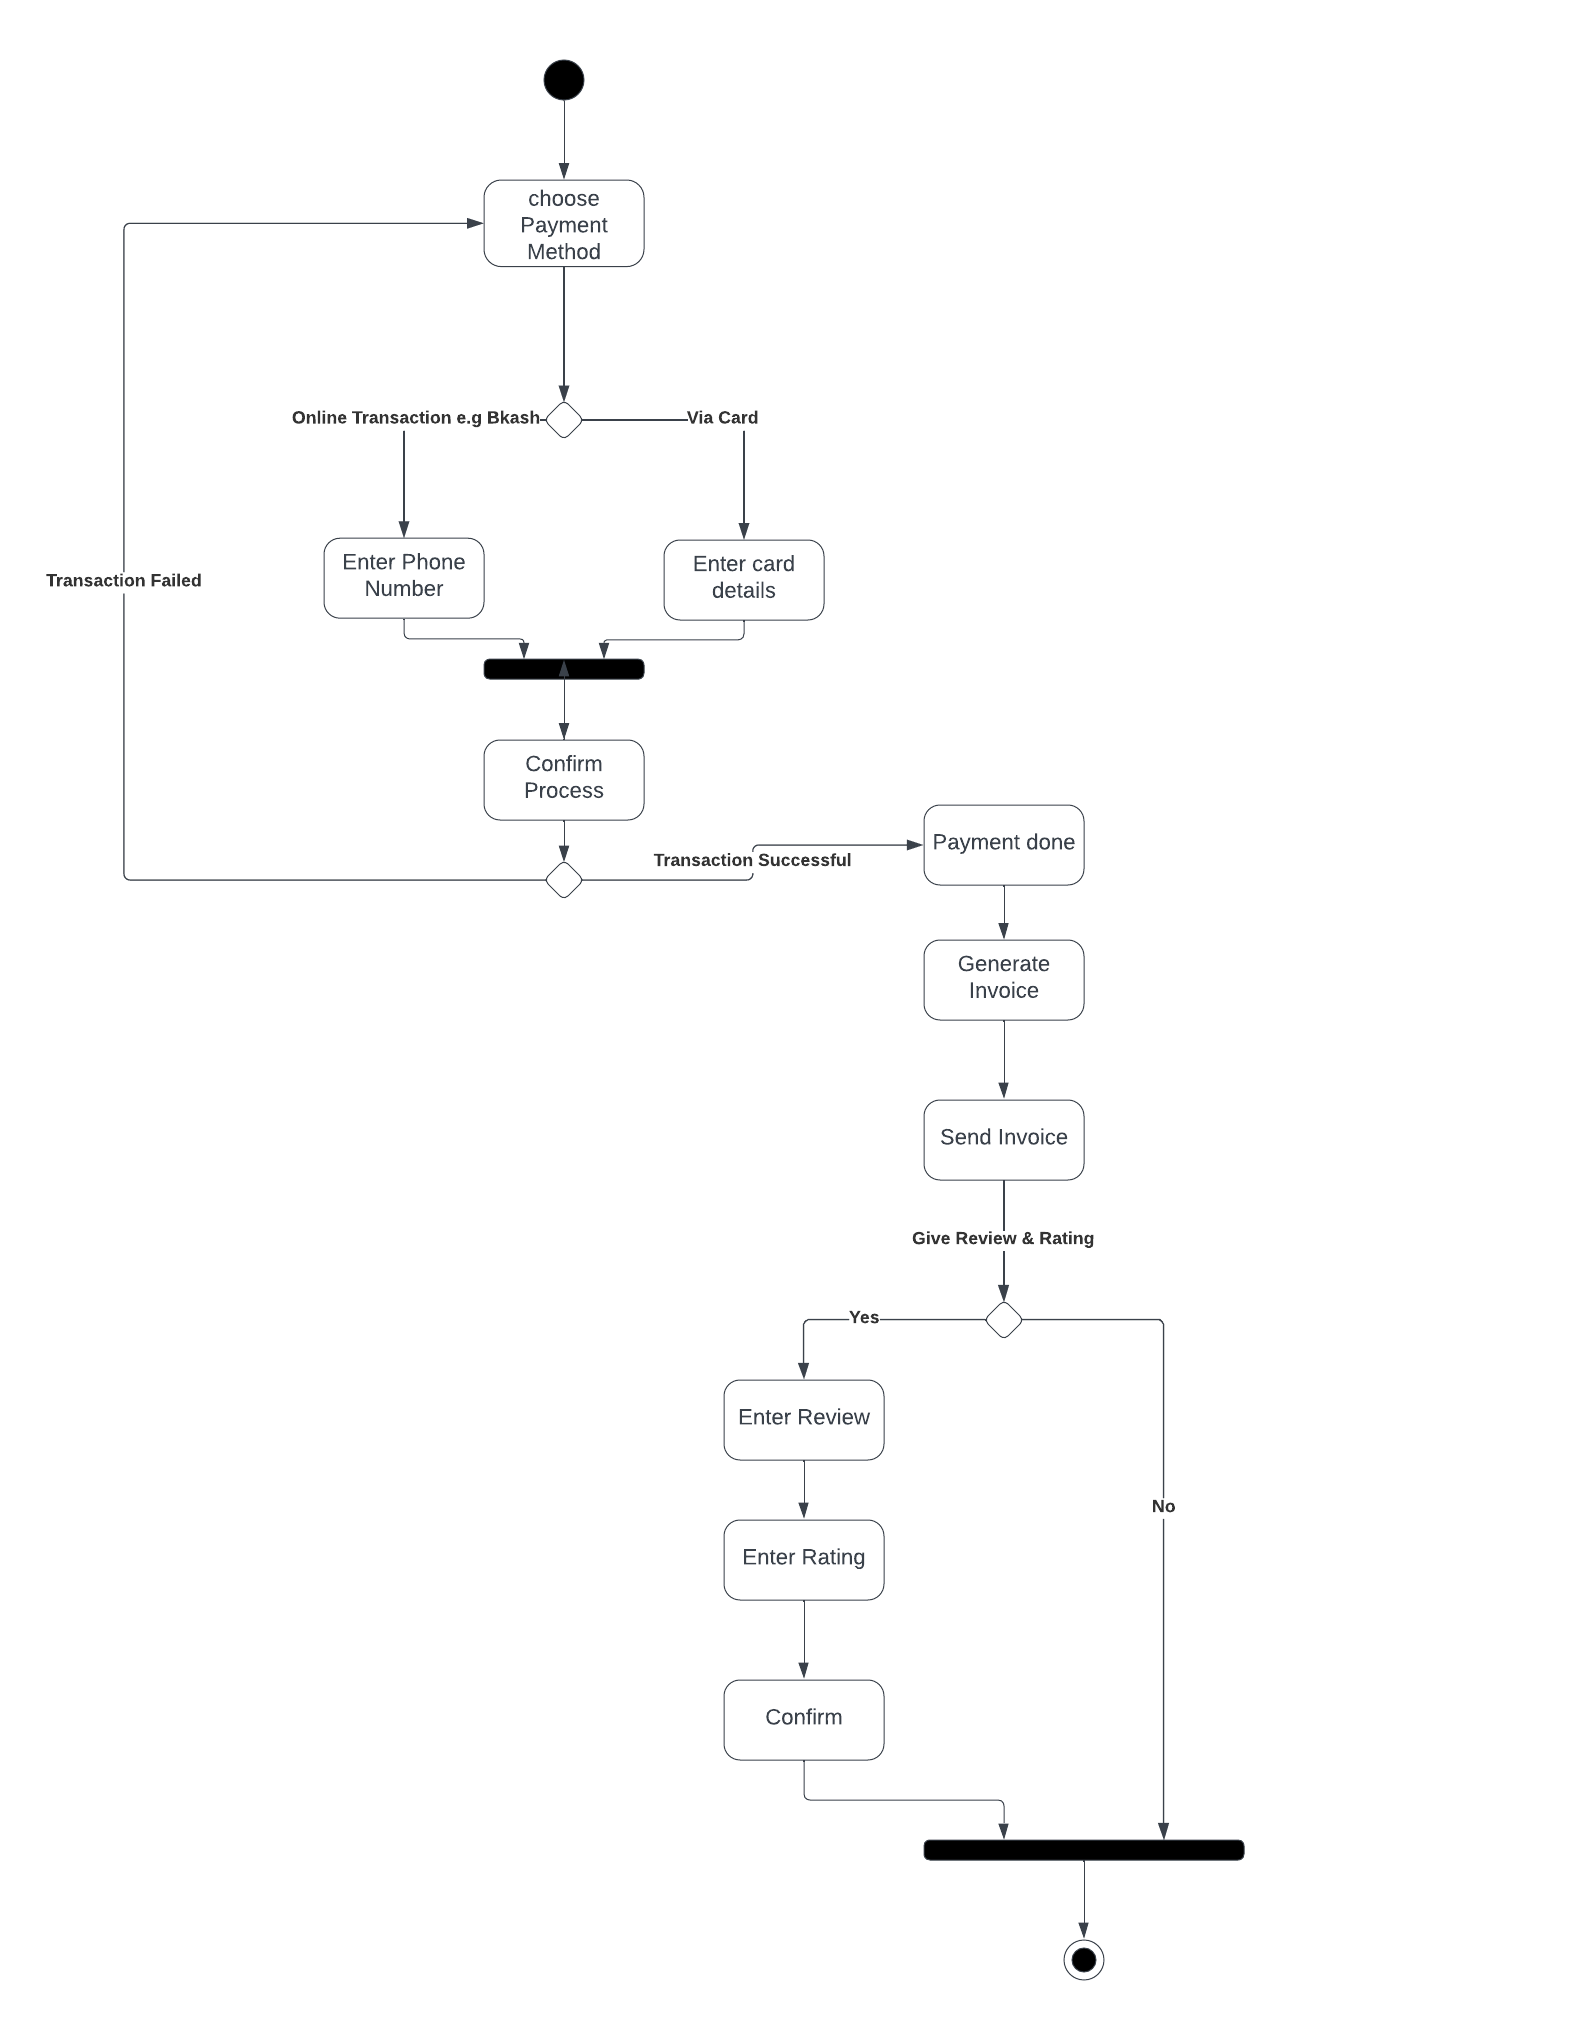 choose
Payment
Method
Online Transaction e.g Bkash
Via Card
Enter Phone
Number
Enter card
details
Transaction Failed
Confirm
Process
Transaction Successful
Payment done
Generate
Invoice
Send Invoice
Give Review & Rating
Yes
Enter Review
No
Enter Rating
Confirm